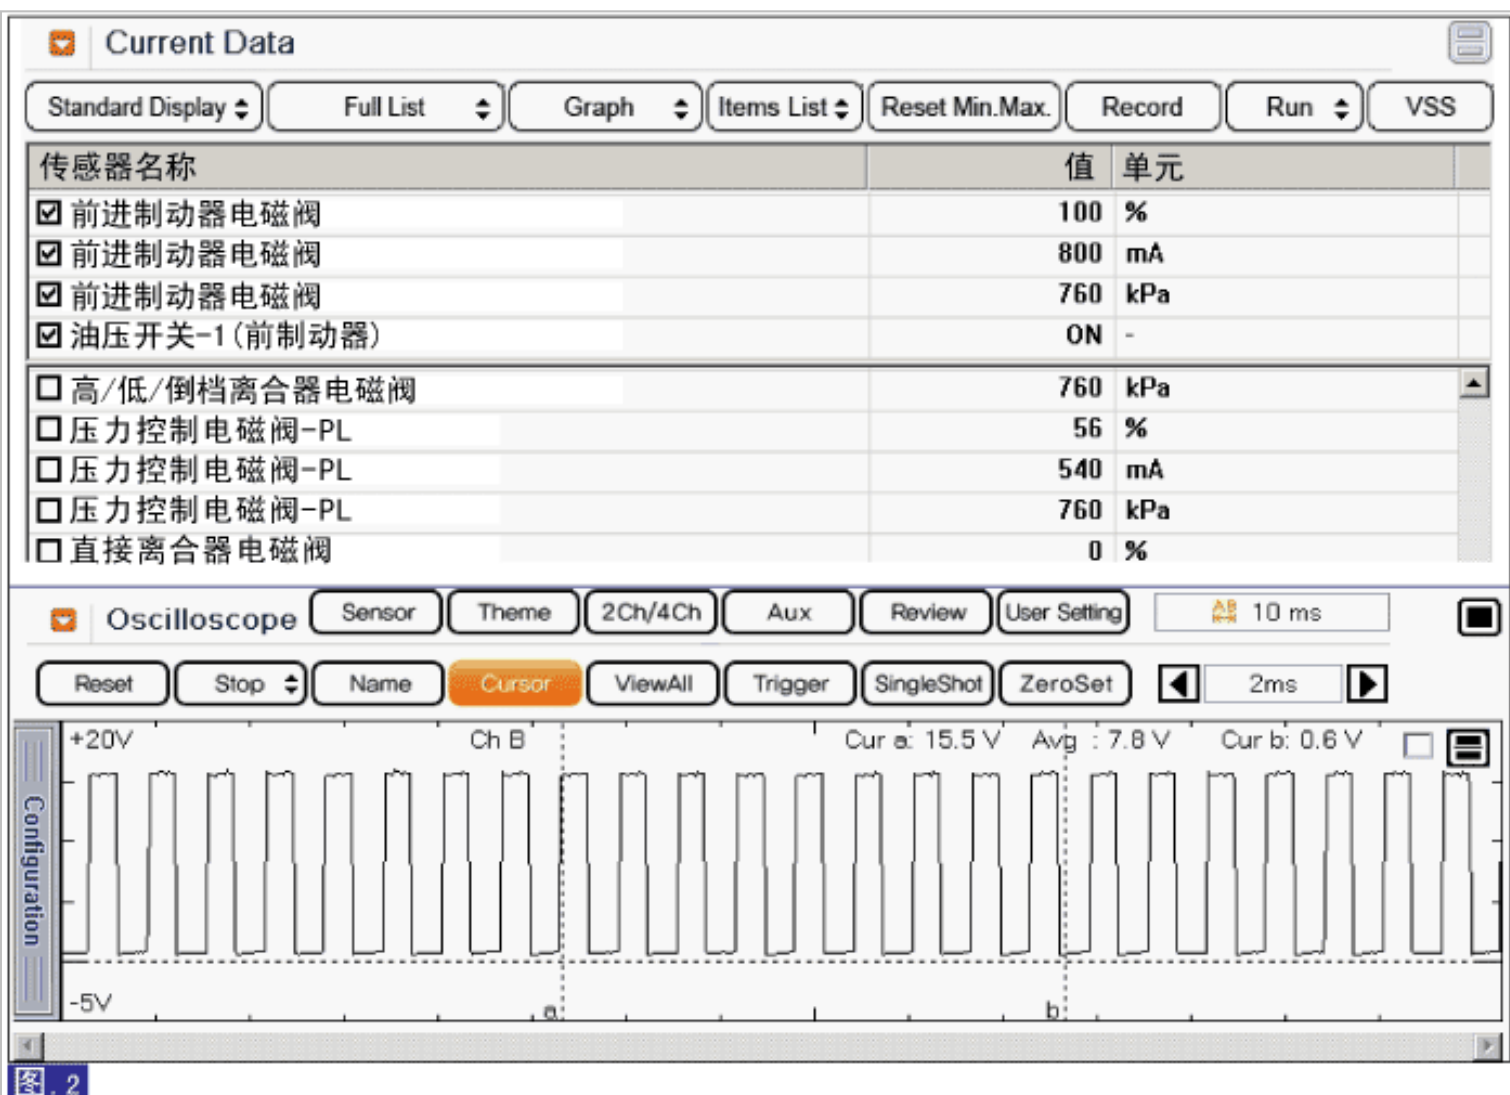 Current Data
Standard Display Full List Graph Items List Reset Min.Max. Record Run VSS
传感器名称 值 单元
前进制动器电磁阀 100 %
前进制动器电磁阀 800 mA
前进制动器电磁阀 760 kPa
油压开关-1(前制动器) ON -
高/低/倒档离合器电磁阀 760 kPa
压力控制电磁阀-PL 56 %
压力控制电磁阀-PL 540 mA
压力控制电磁阀-PL 760 kPa
直接离合器电磁阀 0 %
Oscilloscope Sensor Theme 2Ch/4Ch Aux Review User Setting 10 ms
Reset Stop Name Cursor ViewAll Trigger SingleShot ZeroSet 2ms
+20V Ch B Cur a: 15.5 V Avg : 7.8 V Cur b: 0.6 V
Configuration
-5V a b
图.2